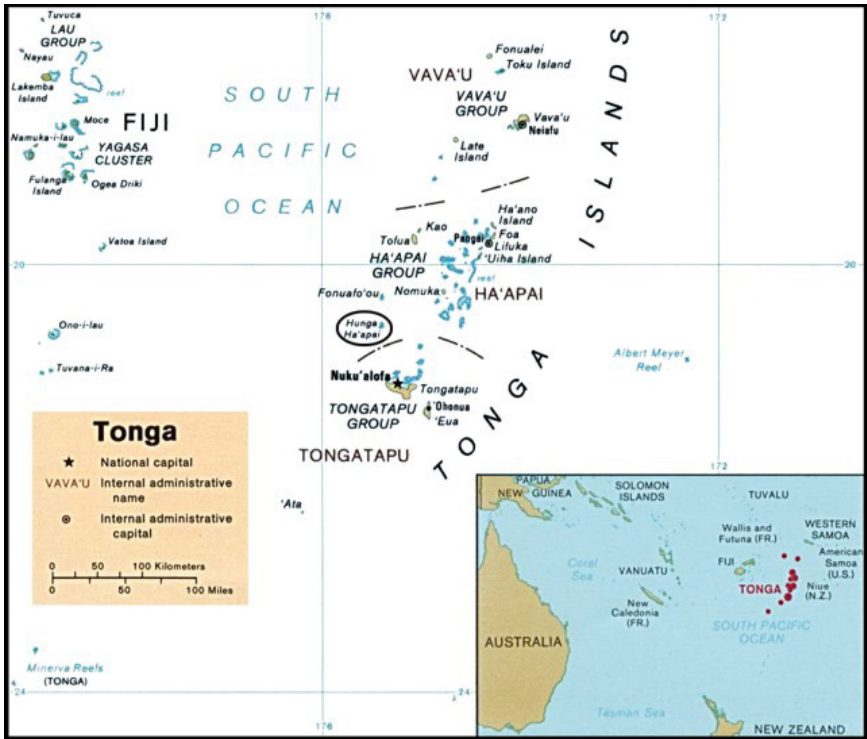 176
172
Tuvuca
LAU
GROUP
Nayau
Lakemba
Island
reef
Moce
FIJI
Namuka-i-lau
YAGASA
CLUSTER
Fulanga
Island
Ogea Driki
Vatoa Island
Ono-i-lau
Tuvana-i-Ra
SOUTH
PACIFIC
OCEAN
Fonualei
Toku Island
VAVA'U
VAVA'U
GROUP
Vava'u
Neiafu
Late
Island
Ha'ano
Island
Kao
Foa
Tolua
Pangai
Lifuka
'Uiha Island
HA'APAI
GROUP
reef
20
20
Fonuafo'ou
Nomuka
HA'APAI
Hunga
Ha'apai
TONGA ISLANDS
Albert Meyer
Reef
Nuku'alofa
Tongatapu
'Ohonua
TONGATAPU
GROUP
'Eua
TONGATAPU
'Ata
Tonga
National capital
VAVA'U Internal administrative
name
Internal administrative
capital
0 50 100 Kilometers
0 50 100 Miles
Minerva Reefs
(TONGA)
24
24
176
PAPUA
NEW GUINEA
SOLOMON
ISLANDS
TUVALU
Wallis and
Futuna (FR.)
WESTERN
SAMOA
Coral
Sea
VANUATU
FIJI
American
Samoa
(U.S.)
TONGA
Niue
(N.Z.)
New
Caledonia
(FR.)
SOUTH PACIFIC
OCEAN
AUSTRALIA
Tasman Sea
NEW ZEALAND